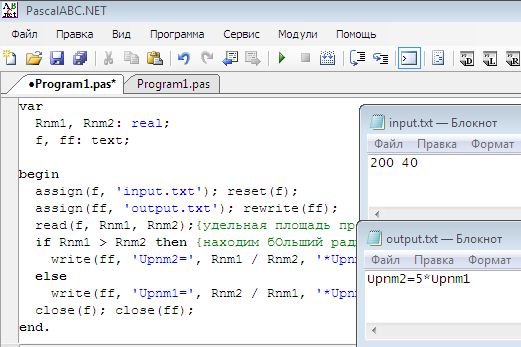 PascalABC.NET
Файл Правка Вид Программа Сервис Модули Помощь
●Program1.pas* Program1.pas
var
Rnm1, Rnm2: real;
f, ff: text;
begin
assign(f, 'input.txt'); reset(f);
assign(ff, 'output.txt'); rewrite(ff);
read(f, Rnm1, Rnm2);{удельная площадь пр
if Rnm1 > Rnm2 then {находим бОльший рад
write(ff, 'Upnm2=', Rnm1 / Rnm2, '*Upn
else
write(ff, 'Upnm1=', Rnm2 / Rnm1, '*Upn
close(f); close(ff);
end.
input.txt — Блокнот
Файл Правка Формат
200 40
output.txt — Блокнот
Файл Правка Формат
Upnm2=5*Upnm1